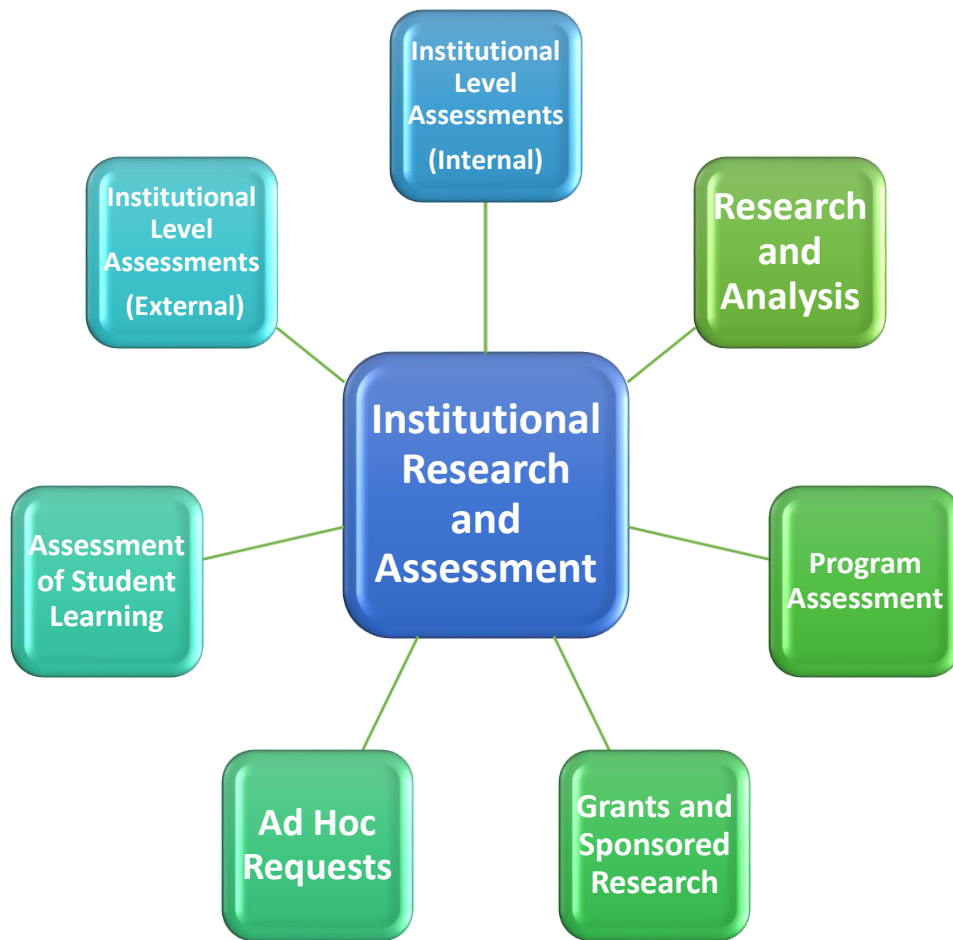 Institutional
Level
Assessments
(Internal)
Institutional
Level
Assessments
(External)
Research
and
Analysis
Institutional
Research
and
Assessment
Assessment
of Student
Learning
Program
Assessment
Ad Hoc
Requests
Grants and
Sponsored
Research